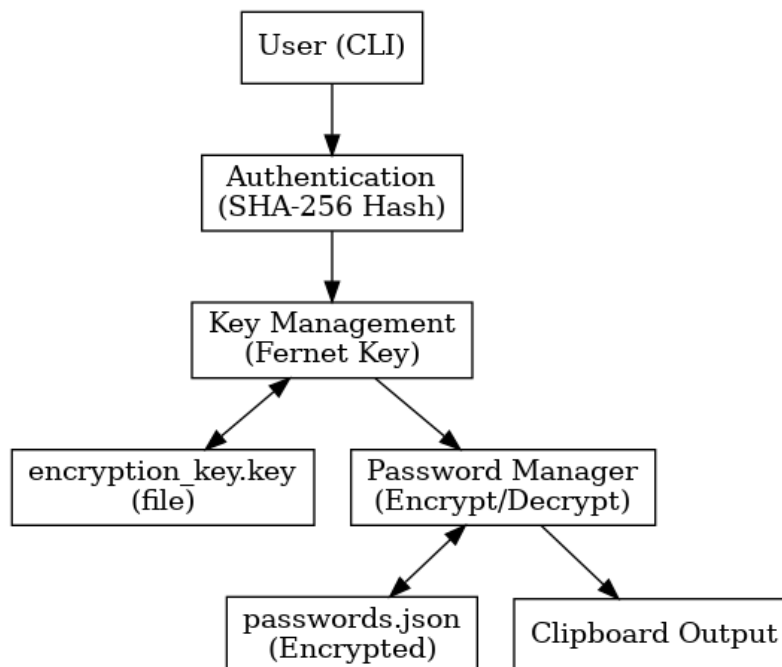 User (CLI)
Authentication
(SHA-256 Hash)
Key Management
(Fernet Key)
encryption_key.key
(file)
Password Manager
(Encrypt/Decrypt)
passwords.json
(Encrypted)
Clipboard Output